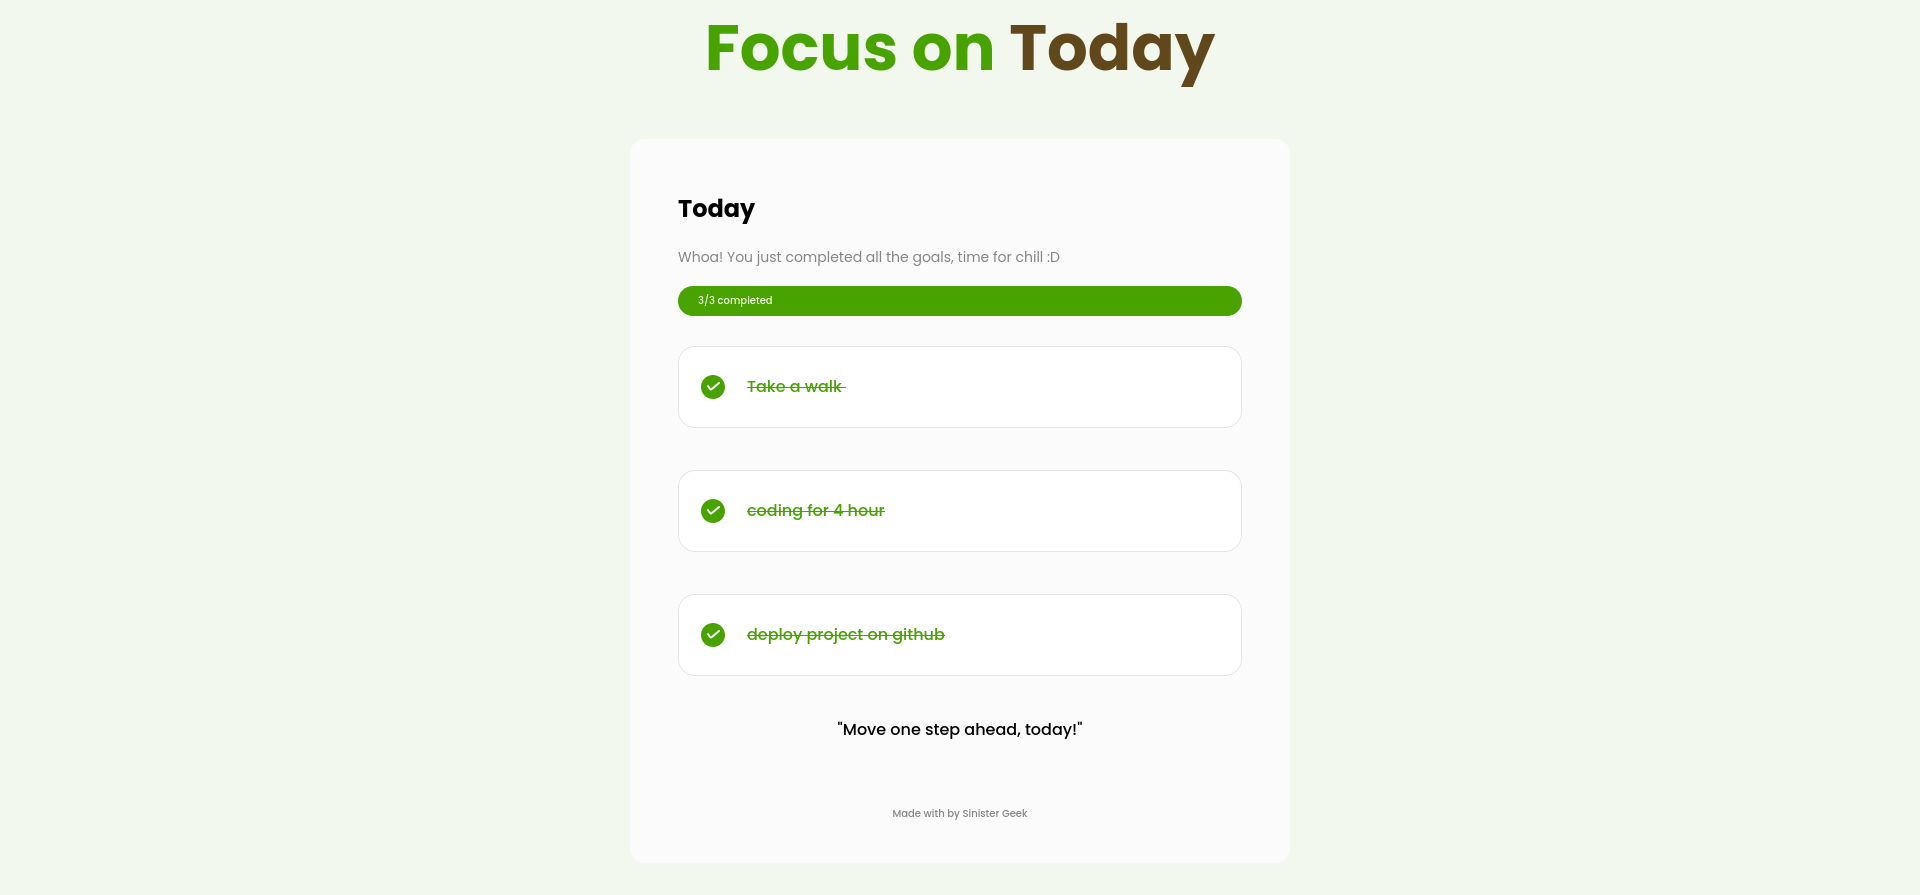 Focus on Today
Today
Whoa! You just completed all the goals, time for chill :D
3/3 completed
Take a walk
coding for 4 hour
deploy project on github
"Move one step ahead, today!"
Made with by Sinister Geek